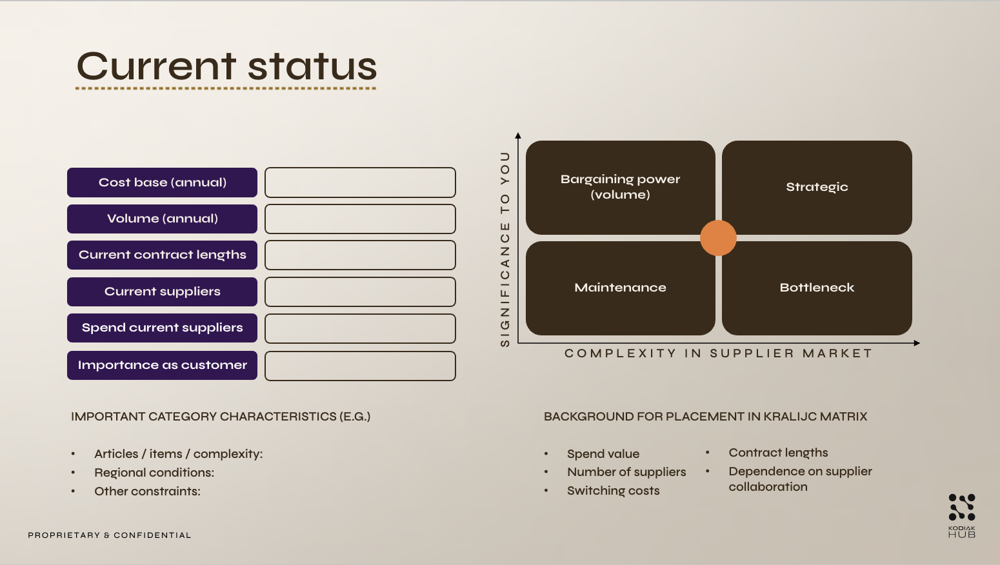 Current status
Cost base (annual)
Volume (annual)
Current contract lengths
Current suppliers
Spend current suppliers
Importance as customer
SIGNIFICANCE TO YOU
Bargaining power
(volume)
Strategic
Maintenance
Bottleneck
COMPLEXITY IN SUPPLIER MARKET
IMPORTANT CATEGORY CHARACTERISTICS (E.G.)
• Articles / items / complexity:
• Regional conditions:
• Other constraints:
BACKGROUND FOR PLACEMENT IN KRALIJC MATRIX
• Spend value
• Number of suppliers
• Switching costs
• Contract lengths
• Dependence on supplier
collaboration
PROPRIETARY & CONFIDENTIAL
KODIAK
HUB